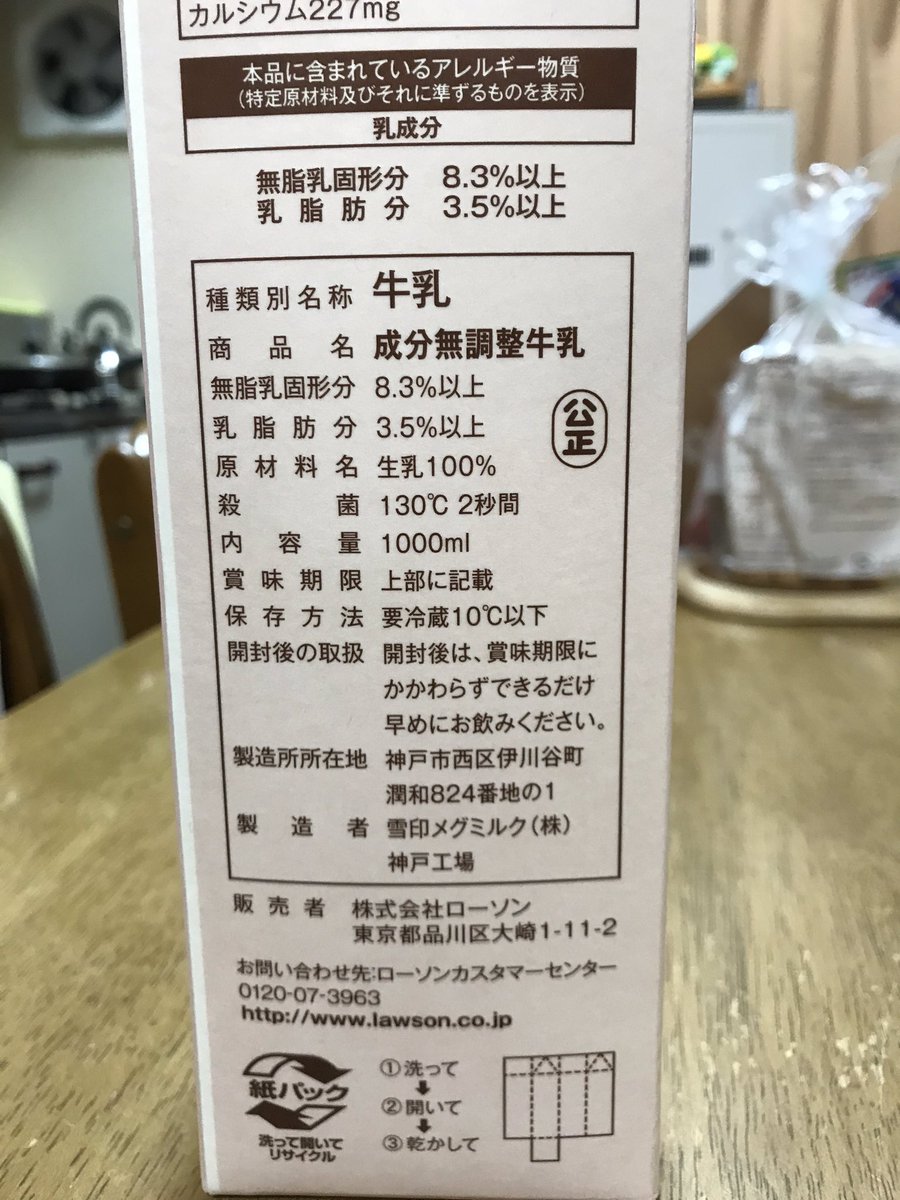 カルシウム227mg
本品に含まれているアレルギー物質
(特定原材料及びそれに準ずるものを表示)
乳成分
無脂乳固形分 8.3%以上
乳脂肪分 3.5%以上
種類別名称 牛乳
商品名 成分無調整牛乳
無脂乳固形分 8.3%以上
乳脂肪分 3.5%以上
公正
原材料名 生乳100%
殺菌 130℃ 2秒間
内容量 1000ml
賞味期限 上部に記載
保存方法 要冷蔵10℃以下
開封後の取扱 開封後は、賞味期限に
かかわらずできるだけ
早めにお飲みください。
製造所所在地 神戸市西区伊川谷町
潤和824番地の1
製造者 雪印メグミルク(株)
神戸工場
販売者 株式会社ローソン
東京都品川区大崎1-11-2
お問い合わせ先:ローソンカスタマーセンター
0120-07-3963
http://www.lawson.co.jp
紙パック
洗って開いて
リサイクル
①洗って
②開いて
③乾かして